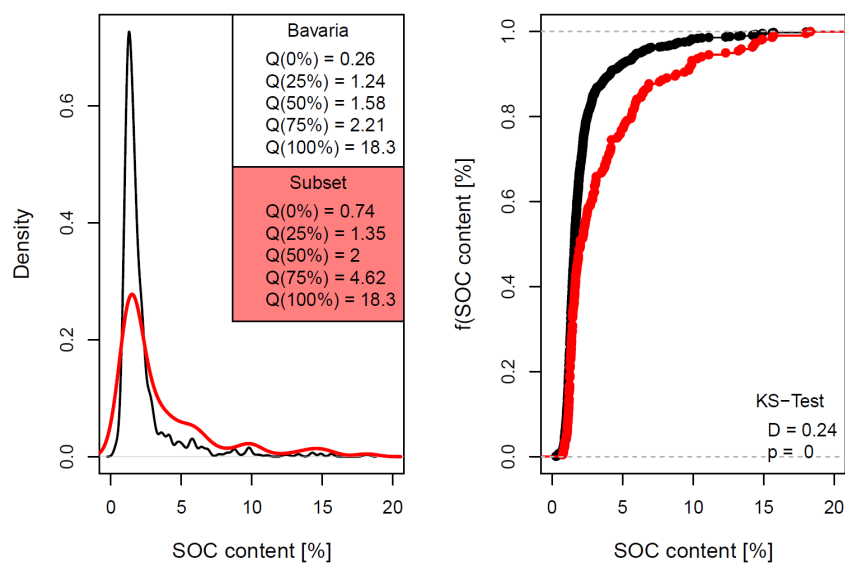 Bavaria
Q(0%) = 0.26
Q(25%) = 1.24
Q(50%) = 1.58
Q(75%) = 2.21
Q(100%) = 18.3
Subset
Q(0%) = 0.74
Q(25%) = 1.35
Q(50%) = 2
Q(75%) = 4.62
Q(100%) = 18.3
Density
0.0
0.2
0.4
0.6
0
5
10
15
20
SOC content [%]
f(SOC content [%]
0.0
0.2
0.4
0.6
0.8
1.0
KS−Test
D = 0.24
p = 0
0
5
10
15
20
SOC content [%]